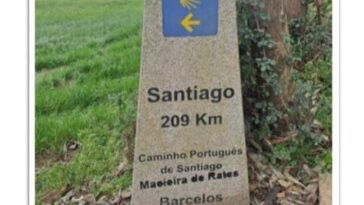 Santiago
209 Km
Caminho Português
de Santiago
Macieira de Rates
Barcelos